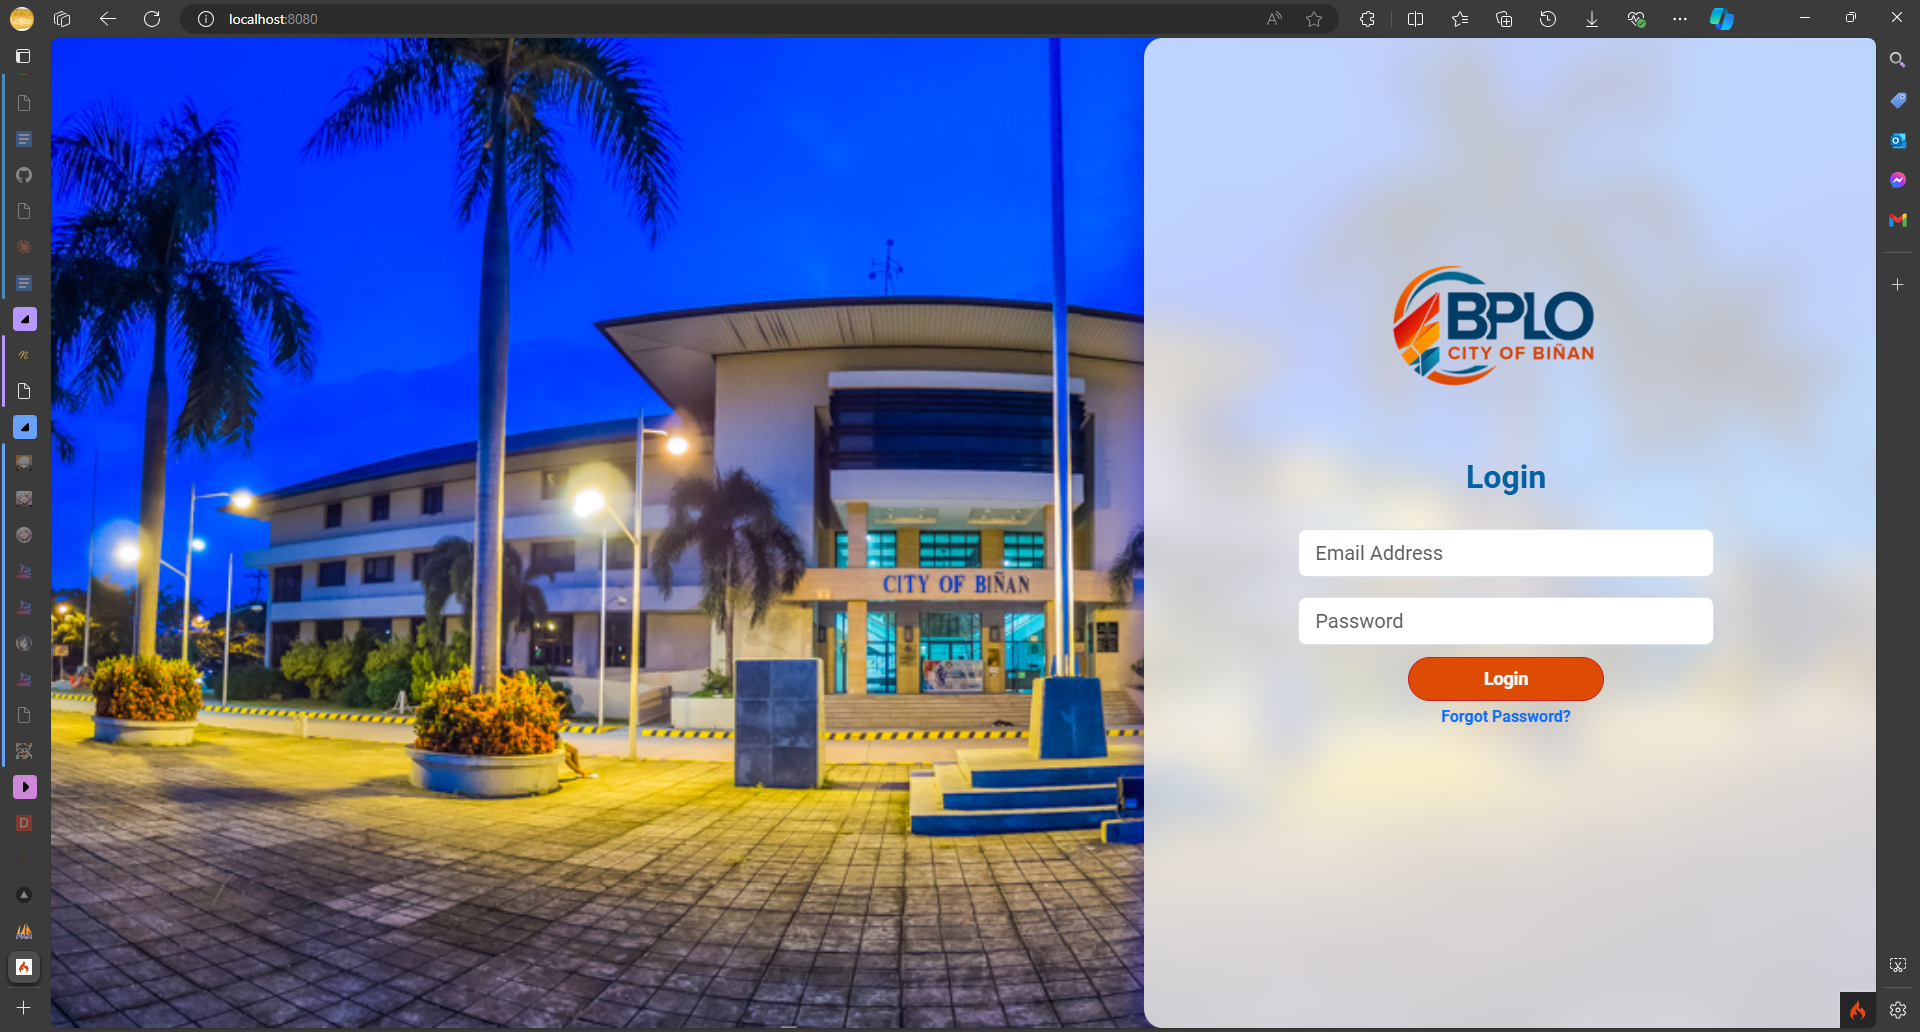 localhost:8080
BPLO
CITY OF BIÑAN
Login
Email Address
Password
Login
Forgot Password?
CITY OF BIÑAN